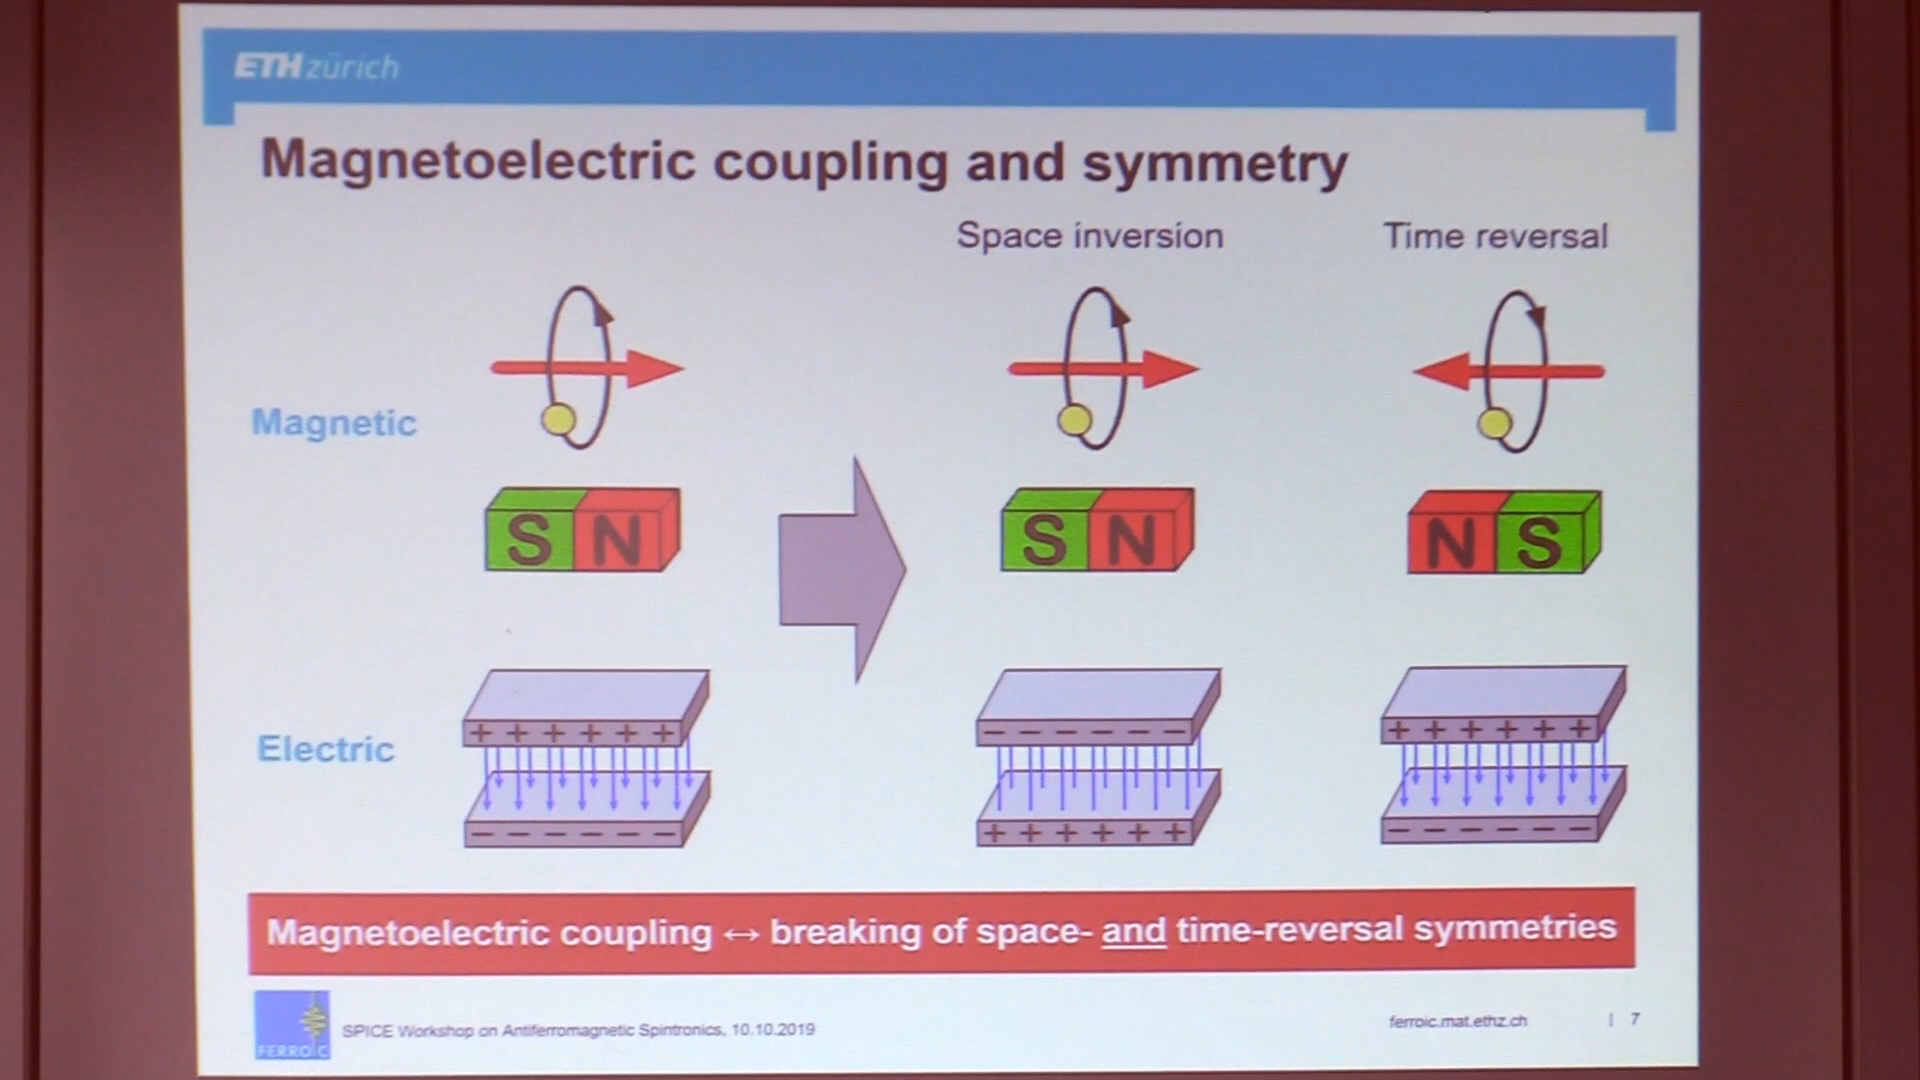 ETH zürich
Magnetoelectric coupling and symmetry
Space inversion
Time reversal
Magnetic
S N
S N
N S
Electric
+ + + + + +
− − − − − −
− − − − − −
+ + + + + +
+ + + + + +
− − − − − −
Magnetoelectric coupling ↔ breaking of space- and time-reversal symmetries
FERROIC
SPICE Workshop on Antiferromagnetic Spintronics, 10.10.2019
ferroic.mat.ethz.ch
| 7